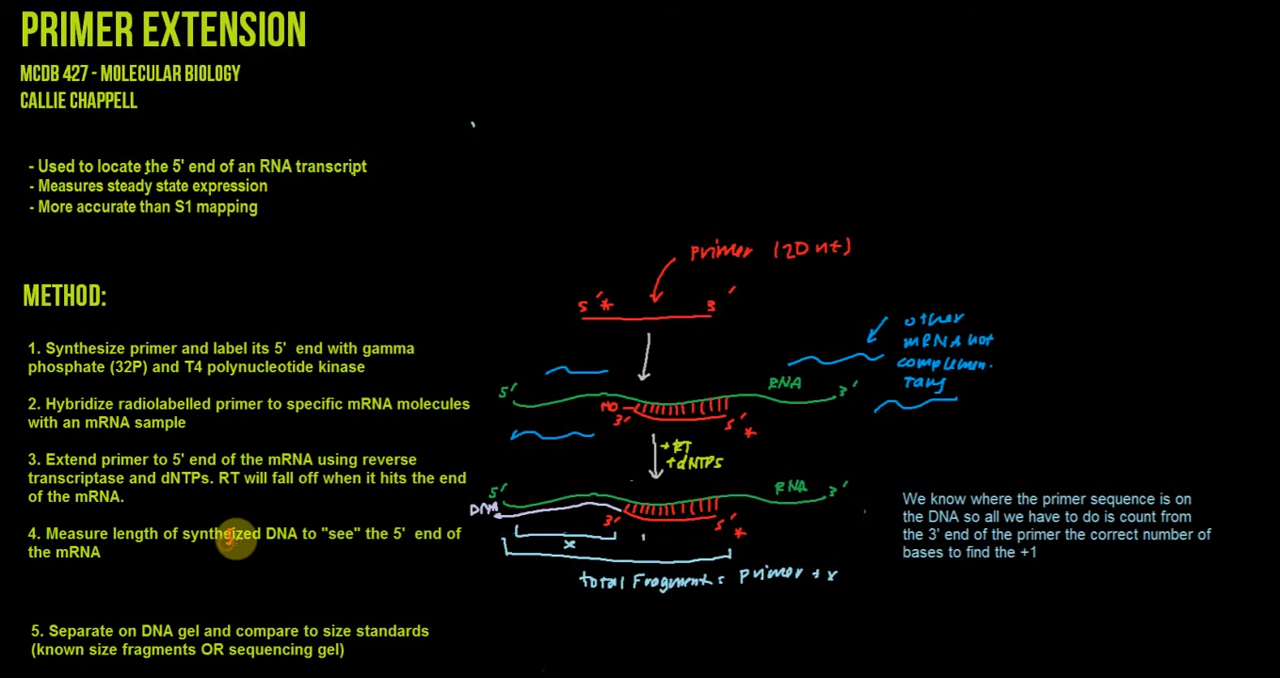 PRIMER EXTENSION
MCDB 427 - MOLECULAR BIOLOGY
CALLIE CHAPPELL
- Used to locate the 5' end of an RNA transcript
- Measures steady state expression
- More accurate than S1 mapping
METHOD:
1. Synthesize primer and label its 5' end with gamma
phosphate (32P) and T4 polynucleotide kinase
2. Hybridize radiolabelled primer to specific mRNA molecules
with an mRNA sample
3. Extend primer to 5' end of the mRNA using reverse
transcriptase and dNTPs. RT will fall off when it hits the end
of the mRNA.
4. Measure length of synthesized DNA to "see" the 5' end of
the mRNA
5. Separate on DNA gel and compare to size standards
(known size fragments OR sequencing gel)
Primer (20 nt)
5'* 3'
other
mRNA not
complemen.
tary
5' RNA 3'
HO 3' 5' *
+RT
+dNTPs
5' RNA 3'
DNA 3' 5' *
x
total Fragment = primer + x
We know where the primer sequence is on
the DNA so all we have to do is count from
the 3' end of the primer the correct number of
bases to find the +1